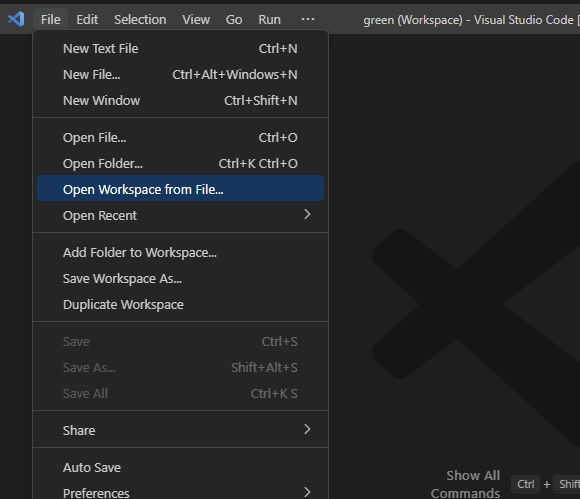 File Edit Selection View Go Run ··· green (Workspace) - Visual Studio Code [
New Text File Ctrl+N
New File... Ctrl+Alt+Windows+N
New Window Ctrl+Shift+N
Open File... Ctrl+O
Open Folder... Ctrl+K Ctrl+O
Open Workspace from File...
Open Recent
Add Folder to Workspace...
Save Workspace As...
Duplicate Workspace
Save Ctrl+S
Save As... Shift+Alt+S
Save All Ctrl+K S
Share
Auto Save
Preferences
Show All
Commands Ctrl + Shift